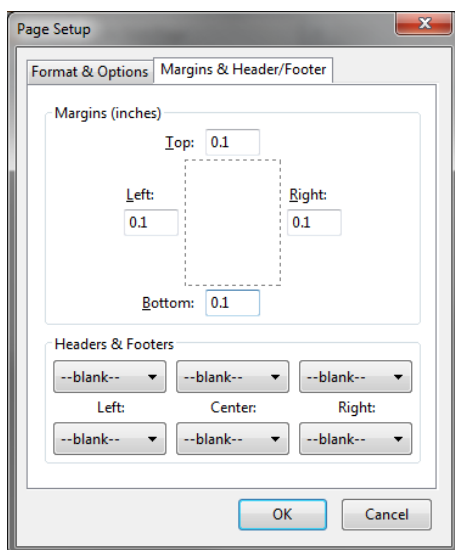 Page Setup
Format & Options Margins & Header/Footer
Margins (inches)
Top: 0.1
Left: Right:
0.1 0.1
Bottom: 0.1
Headers & Footers
--blank-- --blank-- --blank--
Left: Center: Right:
--blank-- --blank-- --blank--
OK Cancel